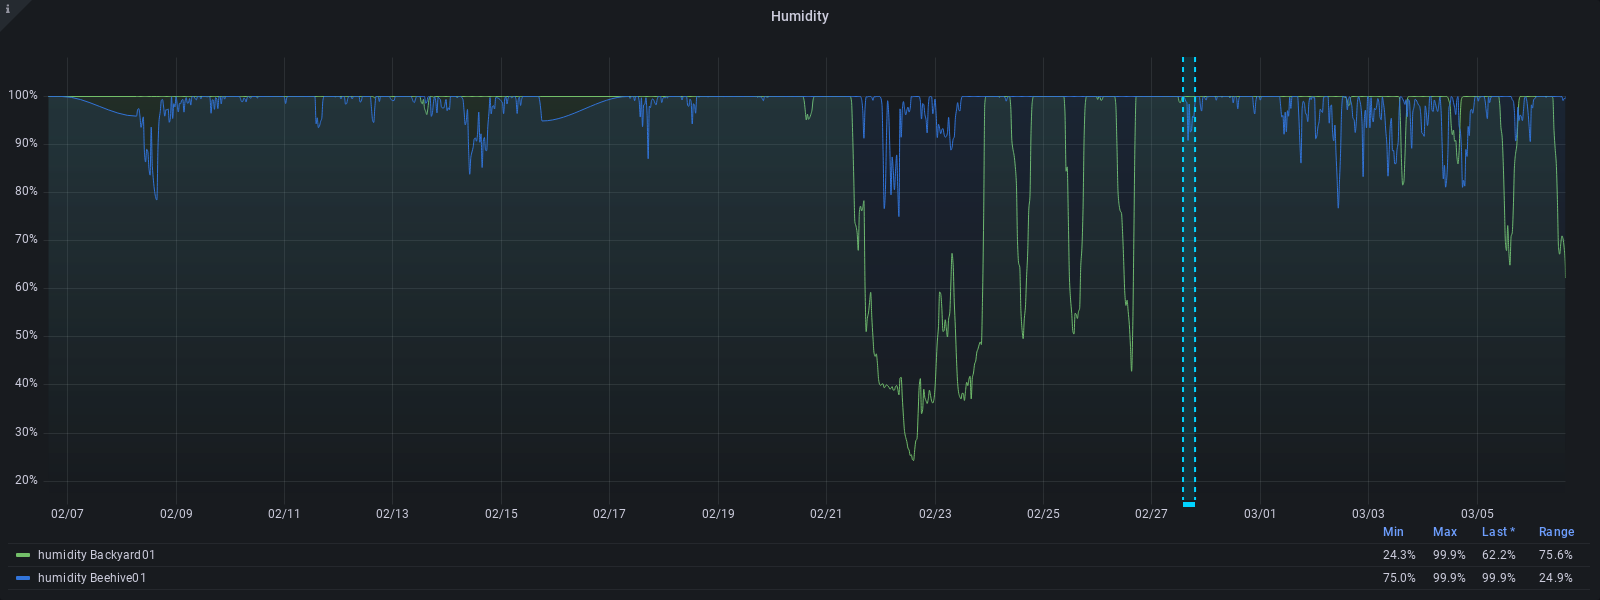 i
Humidity
100%
90%
80%
70%
60%
50%
40%
30%
20%
02/07 02/09 02/11 02/13 02/15 02/17 02/19 02/21 02/23 02/25 02/27 03/01 03/03 03/05
Min Max Last * Range
humidity Backyard01 24.3% 99.9% 62.2% 75.6%
humidity Beehive01 75.0% 99.9% 99.9% 24.9%